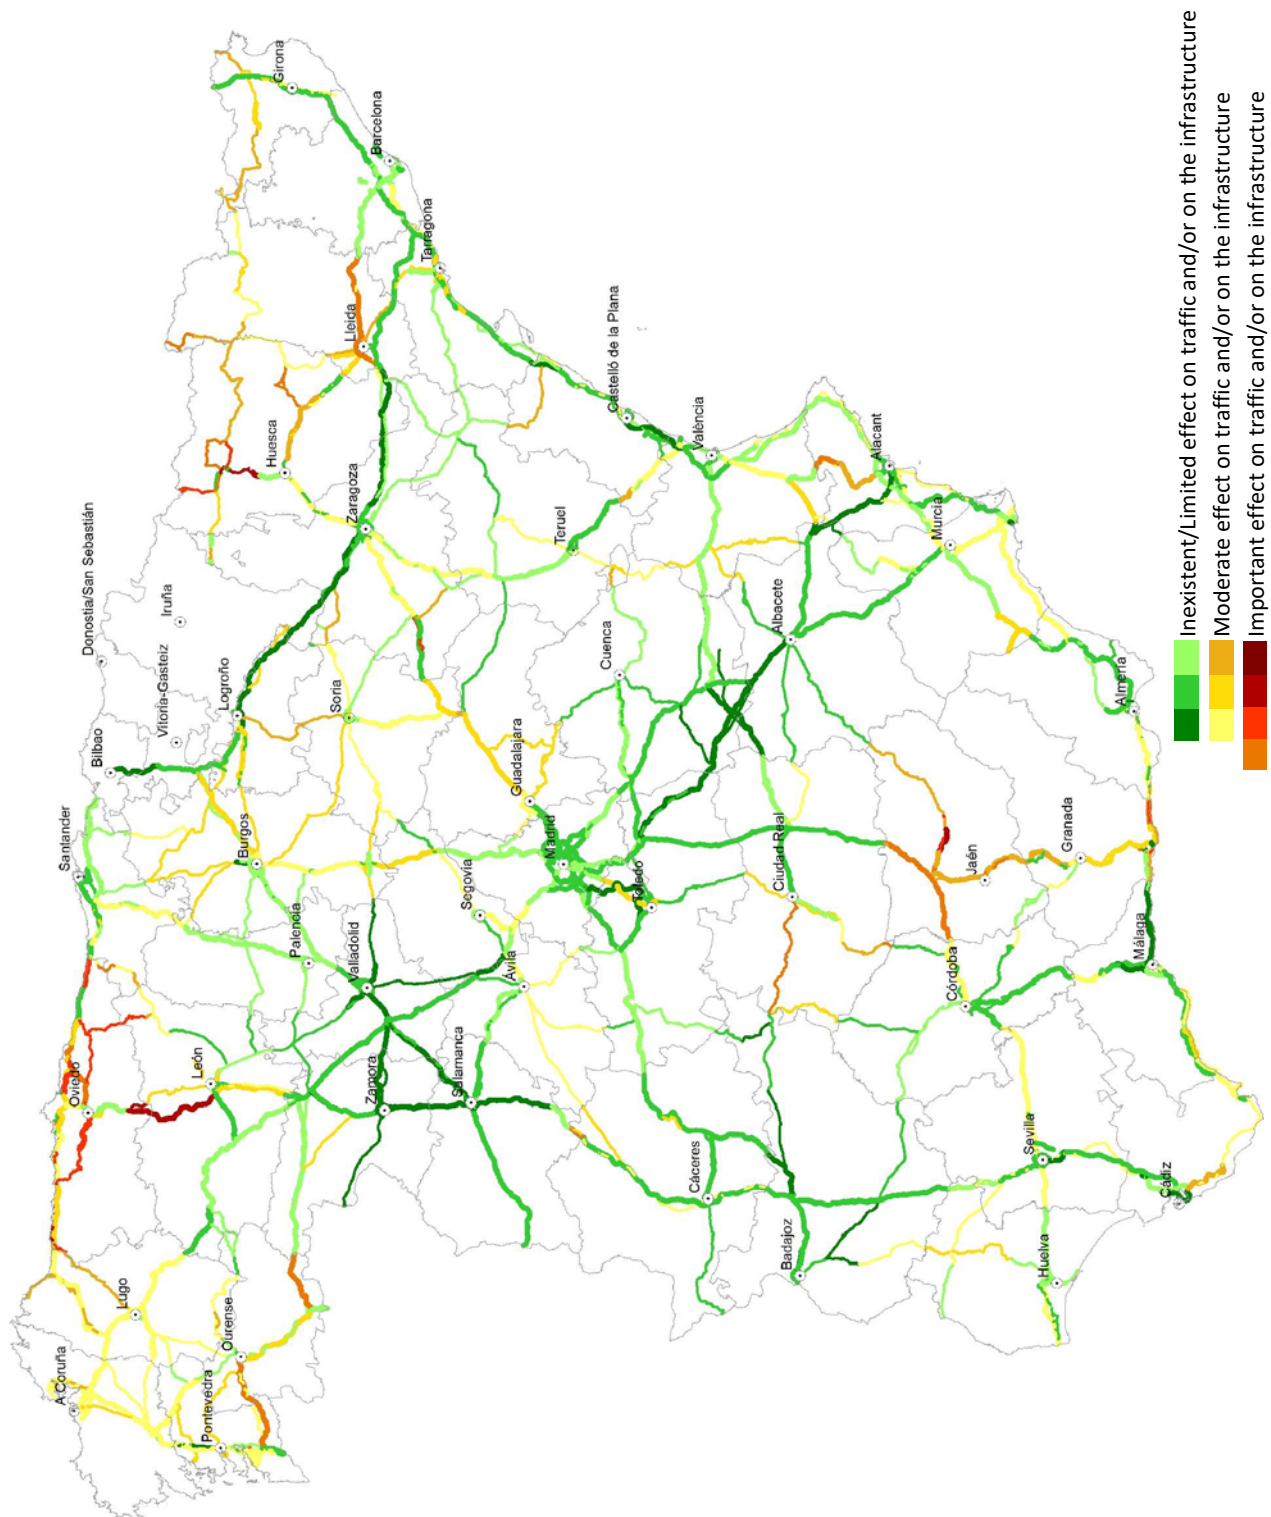 A Coruña
Lugo
Oviedo
Santander
Bilbao
Donostia/San Sebastián
Vitoria-Gasteiz
Iruña
Pontevedra
Ourense
León
Palencia
Burgos
Logroño
Huesca
Girona
Zamora
Valladolid
Soria
Zaragoza
Lleida
Barcelona
Salamanca
Ávila
Segovia
Guadalajara
Tarragona
Madrid
Teruel
Toledo
Cuenca
Castelló de la Plana
Cáceres
València
Badajoz
Ciudad Real
Albacete
Alacant
Córdoba
Jaén
Murcia
Huelva
Sevilla
Granada
Almería
Cádiz
Málaga
Inexistent/Limited effect on traffic and/or on the infrastructure
Moderate effect on traffic and/or on the infrastructure
Important effect on traffic and/or on the infrastructure